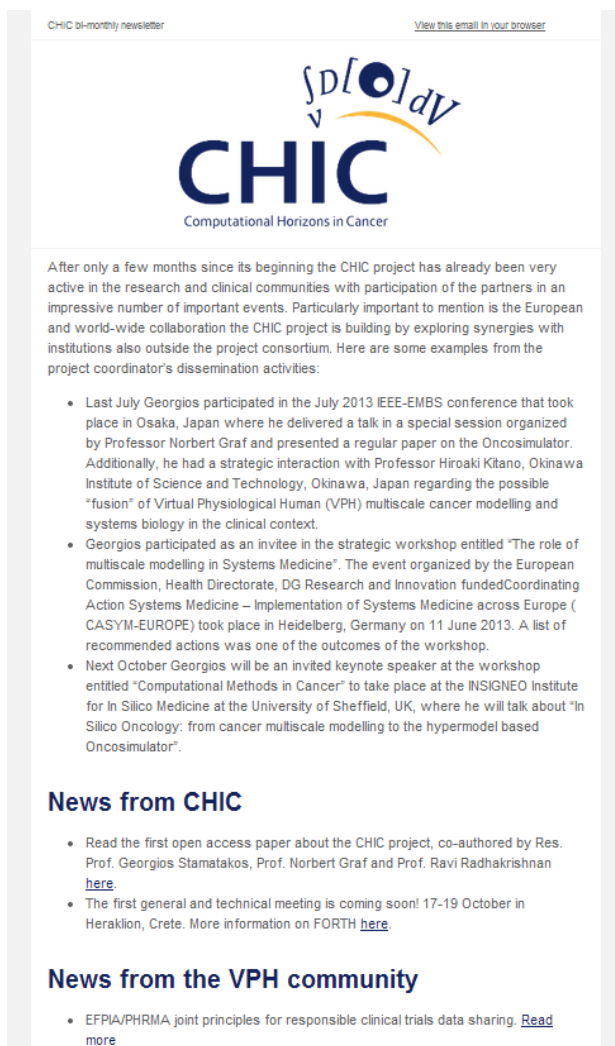 CHIC bi-monthly newsletter
View this email in your browser
∫D[O]dV
v
CHIC
Computational Horizons in Cancer
After only a few months since its beginning the CHIC project has already been very
active in the research and clinical communities with participation of the partners in an
impressive number of important events. Particularly important to mention is the European
and world-wide collaboration the CHIC project is building by exploring synergies with
institutions also outside the project consortium. Here are some examples from the
project coordinator's dissemination activities:
• Last July Georgios participated in the July 2013 IEEE-EMBS conference that took
place in Osaka, Japan where he delivered a talk in a special session organized
by Professor Norbert Graf and presented a regular paper on the Oncosimulator.
Additionally, he had a strategic interaction with Professor Hiroaki Kitano, Okinawa
Institute of Science and Technology, Okinawa, Japan regarding the possible
“fusion” of Virtual Physiological Human (VPH) multiscale cancer modelling and
systems biology in the clinical context.
• Georgios participated as an invitee in the strategic workshop entitled “The role of
multiscale modelling in Systems Medicine”. The event organized by the European
Commission, Health Directorate, DG Research and Innovation fundedCoordinating
Action Systems Medicine – Implementation of Systems Medicine across Europe (
CASYM-EUROPE) took place in Heidelberg, Germany on 11 June 2013. A list of
recommended actions was one of the outcomes of the workshop.
• Next October Georgios will be an invited keynote speaker at the workshop
entitled “Computational Methods in Cancer” to take place at the INSIGNEO Institute
for In Silico Medicine at the University of Sheffield, UK, where he will talk about “In
Silico Oncology: from cancer multiscale modelling to the hypermodel based
Oncosimulator”.
News from CHIC
• Read the first open access paper about the CHIC project, co-authored by Res.
Prof. Georgios Stamatakos, Prof. Norbert Graf and Prof. Ravi Radhakrishnan
here.
• The first general and technical meeting is coming soon! 17-19 October in
Heraklion, Crete. More information on FORTH here.
News from the VPH community
• EFPIA/PHRMA joint principles for responsible clinical trials data sharing. Read
more